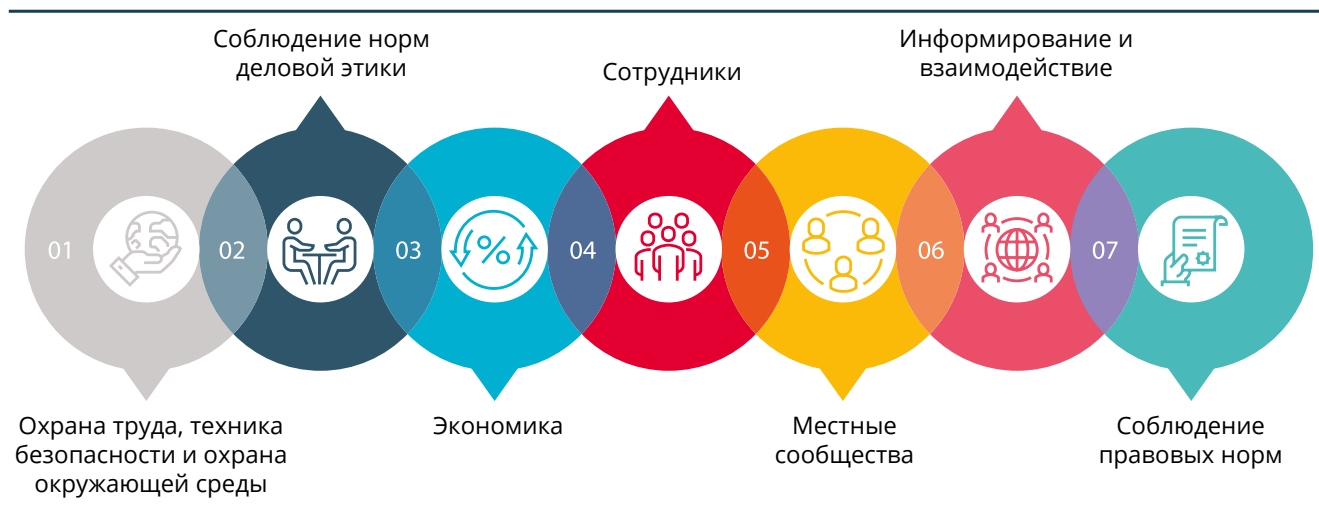 01
Охрана труда, техника
безопасности и охрана
окружающей среды
02
Соблюдение норм
деловой этики
03
%
Экономика
04
Сотрудники
05
Местные
сообщества
06
Информирование и
взаимодействие
07
Соблюдение
правовых норм